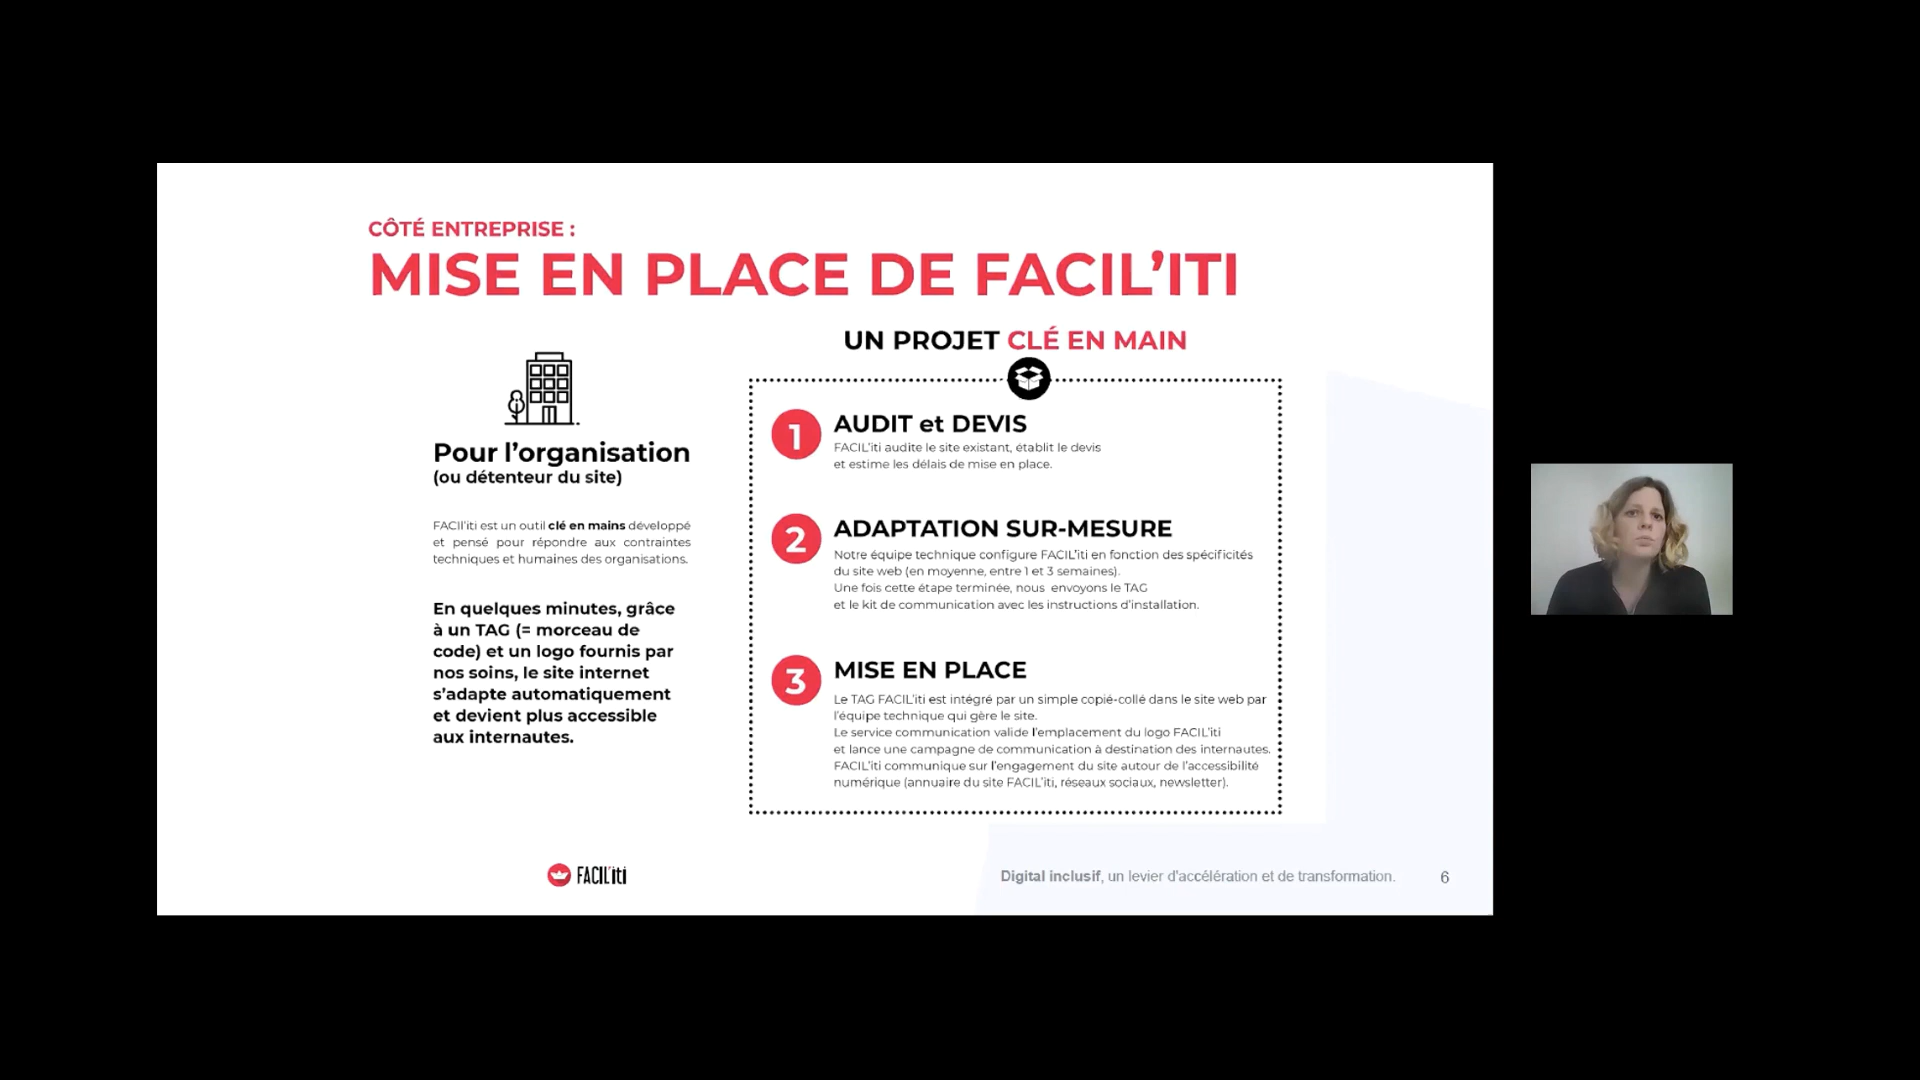 CÔTÉ ENTREPRISE :
MISE EN PLACE DE FACIL’ITI
Pour l’organisation
(ou détenteur du site)
FACIl’iti est un outil clé en mains développé
et pensé pour répondre aux contraintes
techniques et humaines des organisations.
En quelques minutes, grâce
à un TAG (= morceau de
code) et un logo fournis par
nos soins, le site internet
s’adapte automatiquement
et devient plus accessible
aux internautes.
UN PROJET CLÉ EN MAIN
1 AUDIT et DEVIS
FACIL’iti audite le site existant, établit le devis
et estime les délais de mise en place.
2 ADAPTATION SUR-MESURE
Notre équipe technique configure FACIL’iti en fonction des spécificités
du site web (en moyenne, entre 1 et 3 semaines).
Une fois cette étape terminée, nous envoyons le TAG
et le kit de communication avec les instructions d’installation.
3 MISE EN PLACE
Le TAG FACIL’iti est intégré par un simple copié-collé dans le site web par
l’équipe technique qui gère le site.
Le service communication valide l’emplacement du logo FACIL’iti
et lance une campagne de communication à destination des internautes.
FACIL’iti communique sur l’engagement du site autour de l’accessibilité
numérique (annuaire du site FACIL’iti, réseaux sociaux, newsletter).
FACIL'iti
Digital inclusif, un levier d'accélération et de transformation.
6